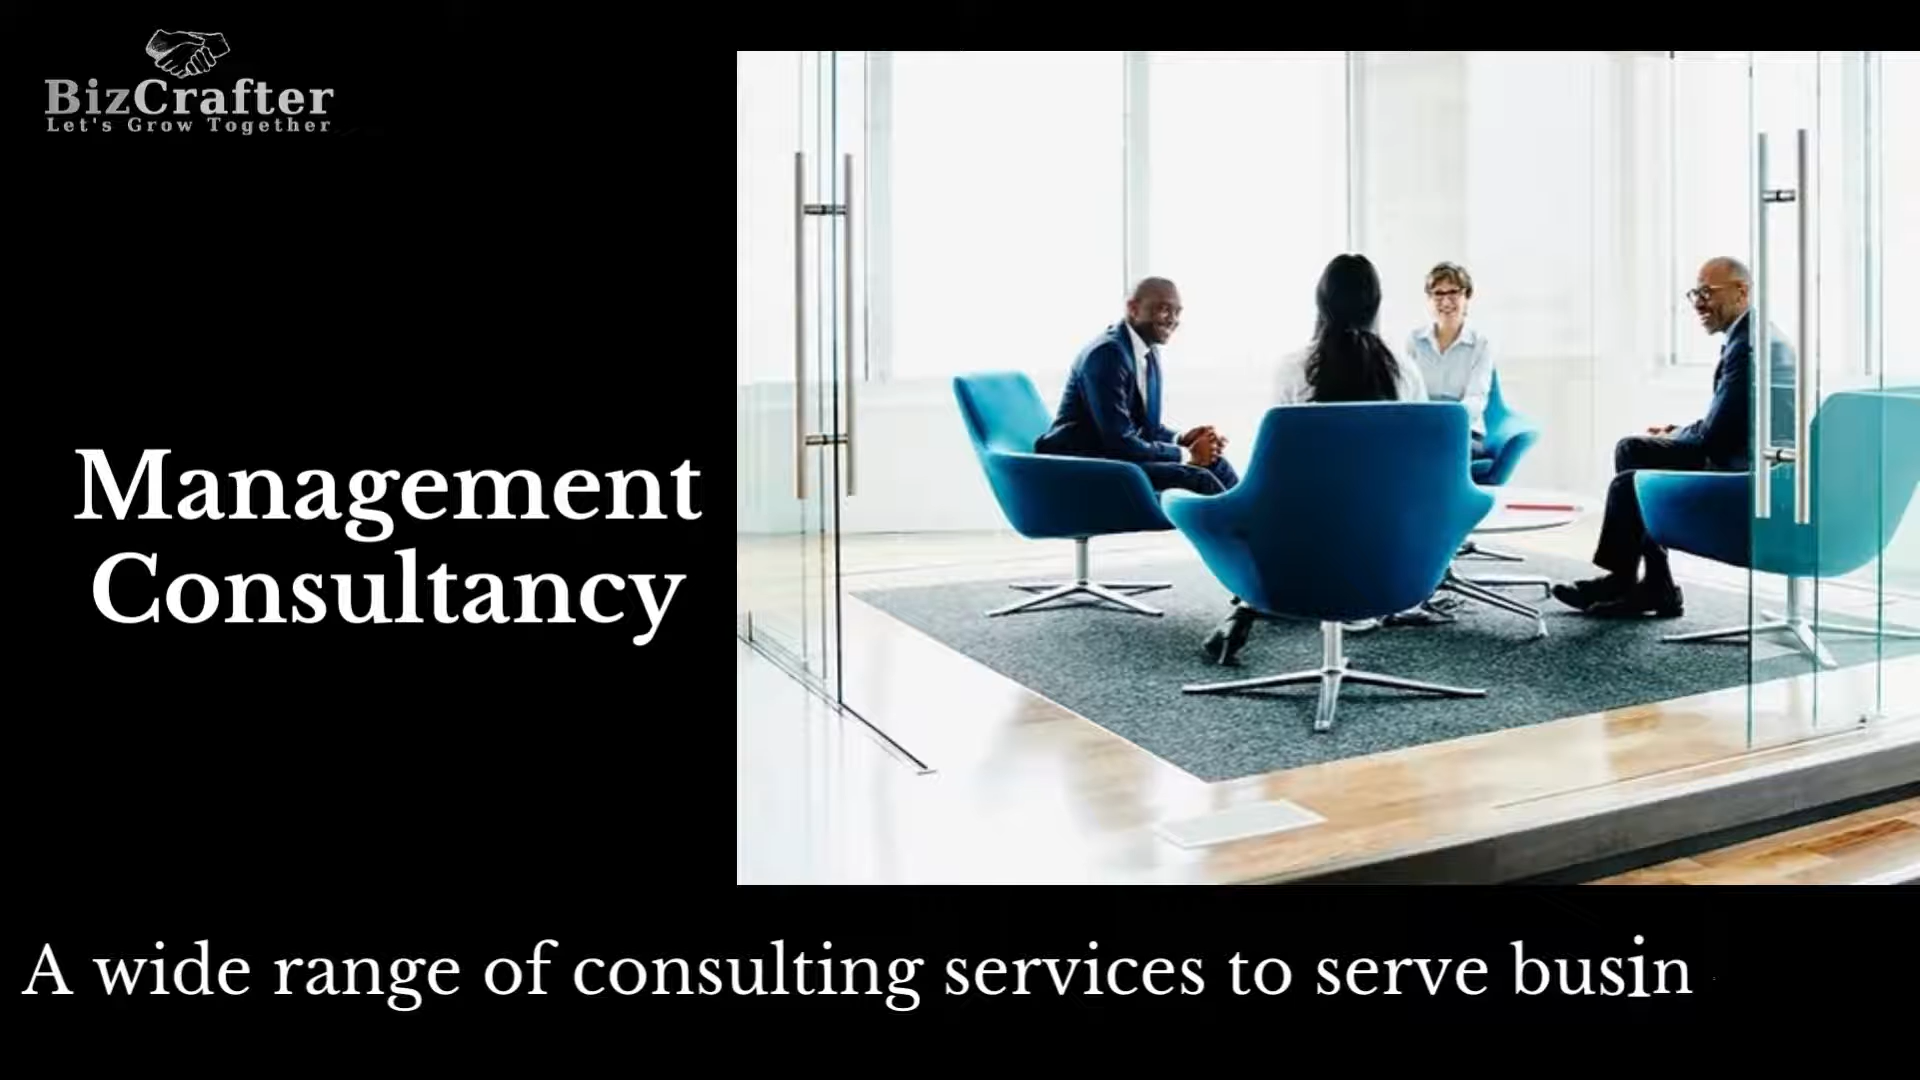 BizCrafter
Let's Grow Together
Management
Consultancy
A wide range of consulting services to serve busin